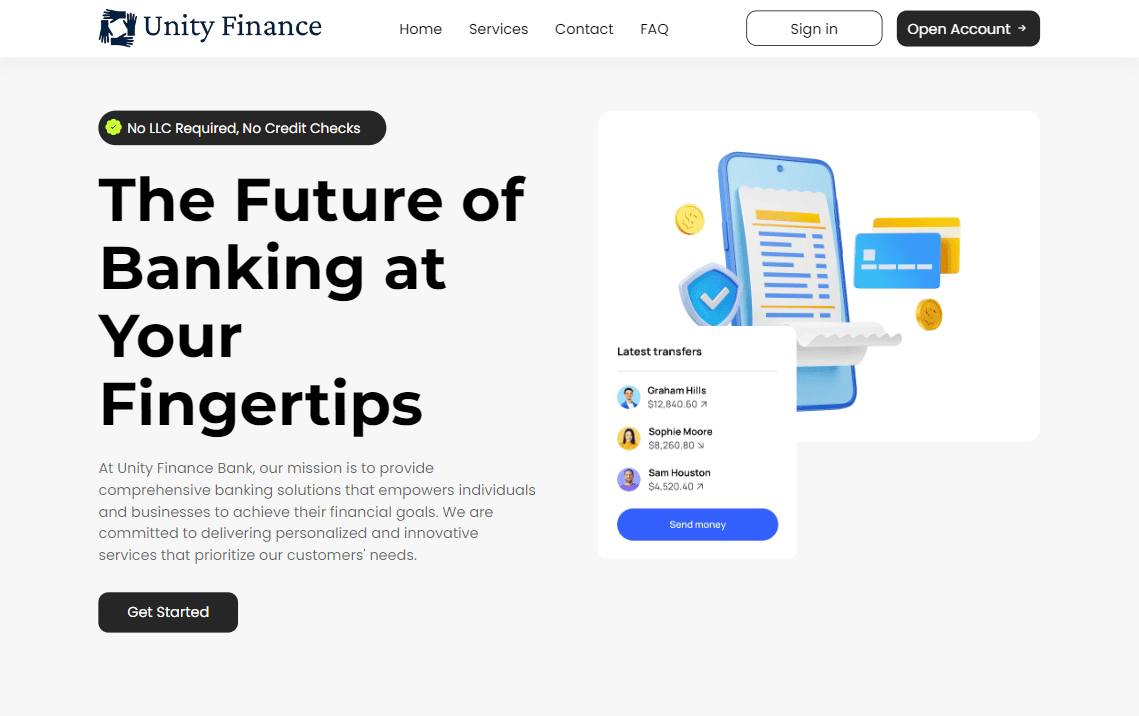 Unity Finance
Home
Services
Contact
FAQ
Sign in
Open Account →
No LLC Required, No Credit Checks
The Future of
Banking at
Your
Fingertips
At Unity Finance Bank, our mission is to provide
comprehensive banking solutions that empowers individuals
and businesses to achieve their financial goals. We are
committed to delivering personalized and innovative
services that prioritize our customers' needs.
Get Started
Latest transfers
Graham Hills
$12,840.60 ↗
Sophie Moore
$8,260.80 ↘
Sam Houston
$4,520.40 ↗
Send money